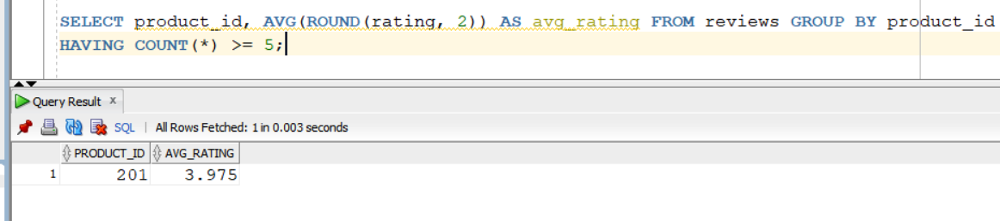 SELECT product_id, AVG(ROUND(rating, 2)) AS avg_rating FROM reviews GROUP BY product_id
HAVING COUNT(*) >= 5;
Query Result x
SQL | All Rows Fetched: 1 in 0.003 seconds
PRODUCT_ID AVG_RATING
1 201 3.975